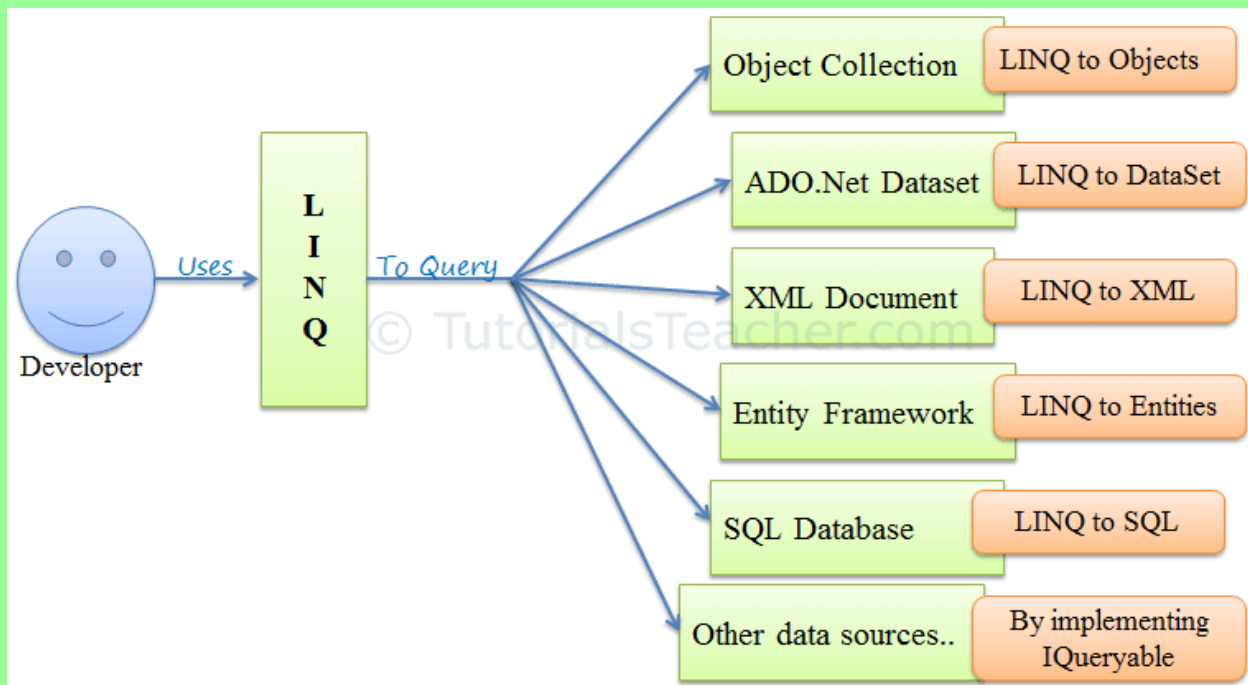 Object Collection
LINQ to Objects
ADO.Net Dataset
LINQ to DataSet
L
I
N
Q
Uses
To Query
XML Document
LINQ to XML
© TutorialsTeacher.com
Developer
Entity Framework
LINQ to Entities
SQL Database
LINQ to SQL
Other data sources..
By implementing
IQueryable